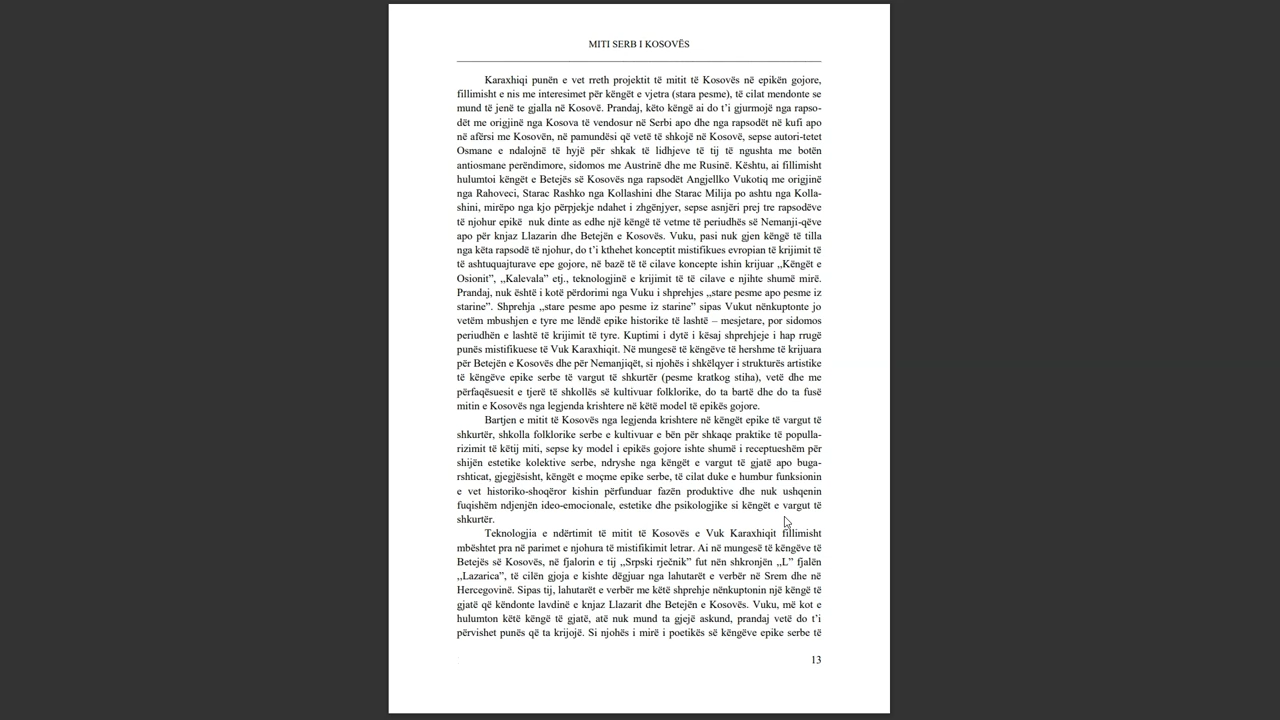 MITI SERB I KOSOVËS
Karaxhiqi punën e vet rreth projektit të mitit të Kosovës në epikën gojore,
fillimisht e nis me interesimet për këngët e vjetra (stara pesme), të cilat mendonte se
mund të jenë te gjalla në Kosovë. Prandaj, këto këngë ai do t’i gjurmojë nga rapso-
dët me origjinë nga Kosova të vendosur në Serbi apo dhe nga rapsodët në kufi apo
në afërsi me Kosovën, në pamundësi që vetë të shkojë në Kosovë, sepse autori-tetet
Osmane e ndalojnë të hyjë për shkak të lidhjeve të tij të ngushta me botën
antiosmane perëndimore, sidomos me Austrinë dhe me Rusinë. Kështu, ai fillimisht
hulumtoi këngët e Betejës së Kosovës nga rapsodët Angjellko Vukotiq me origjinë
nga Rahoveci, Starac Rashko nga Kollashini dhe Starac Milija po ashtu nga Kolla-
shini, mirëpo nga kjo përpjekje ndahet i zhgënjyer, sepse asnjëri prej tre rapsodëve
të njohur epikë nuk dinte as edhe një këngë të vetme të periudhës së Nemanji-qëve
apo për knjaz Llazarin dhe Betejën e Kosovës. Vuku, pasi nuk gjen këngë të tilla
nga këta rapsodë të njohur, do t’i kthehet konceptit mistifikues evropian të krijimit të
të ashtuquajturave epe gojore, në bazë të të cilave koncepte ishin krijuar ,,Këngët e
Osionit”, ,,Kalevala” etj., teknologjinë e krijimit të të cilave e njihte shumë mirë.
Prandaj, nuk është i kotë përdorimi nga Vuku i shprehjes ,,stare pesme apo pesme iz
starine”. Shprehja ,,stare pesme apo pesme iz starine” sipas Vukut nënkuptonte jo
vetëm mbushjen e tyre me lëndë epike historike të lashtë – mesjetare, por sidomos
periudhën e lashtë të krijimit të tyre. Kuptimi i dytë i kësaj shprehjeje i hap rrugë
punës mistifikuese të Vuk Karaxhiqit. Në mungesë të këngëve të hershme të krijuara
për Betejën e Kosovës dhe për Nemanjiqët, si njohës i shkëlqyer i strukturës artistike
të këngëve epike serbe të vargut të shkurtër (pesme kratkog stiha), vetë dhe me
përfaqësuesit e tjerë të shkollës së kultivuar folklorike, do ta bartë dhe do ta fusë
mitin e Kosovës nga legjenda krishtere në këtë model të epikës gojore.
Bartjen e mitit të Kosovës nga legjenda krishtere në këngët epike të vargut të
shkurtër, shkolla folklorike serbe e kultivuar e bën për shkaqe praktike të populla-
rizimit të këtij miti, sepse ky model i epikës gojore ishte shumë i receptueshëm për
shijën estetike kolektive serbe, ndryshe nga këngët e vargut të gjatë apo buga-
rshticat, gjegjësisht, këngët e moçme epike serbe, të cilat duke e humbur funksionin
e vet historiko-shoqëror kishin përfunduar fazën produktive dhe nuk ushqenin
fuqishëm ndjenjën ideo-emocionale, estetike dhe psikologjike si këngët e vargut të
shkurtër.
Teknologjia e ndërtimit të mitit të Kosovës e Vuk Karaxhiqit fillimisht
mbështet pra në parimet e njohura të mistifikimit letrar. Ai në mungesë të këngëve të
Betejës së Kosovës, në fjalorin e tij ,,Srpski rječnik” fut nën shkronjën ,,L” fjalën
,,Lazarica”, të cilën gjoja e kishte dëgjuar nga lahutarët e verbër në Srem dhe në
Hercegovinë. Sipas tij, lahutarët e verbër me këtë shprehje nënkuptonin një këngë të
gjatë që këndonte lavdinë e knjaz Llazarit dhe Betejën e Kosovës. Vuku, më kot e
hulumton këtë këngë të gjatë, atë nuk mund ta gjejë askund, prandaj vetë do t’i
përvishet punës që ta krijojë. Si njohës i mirë i poetikës së këngëve epike serbe të
13